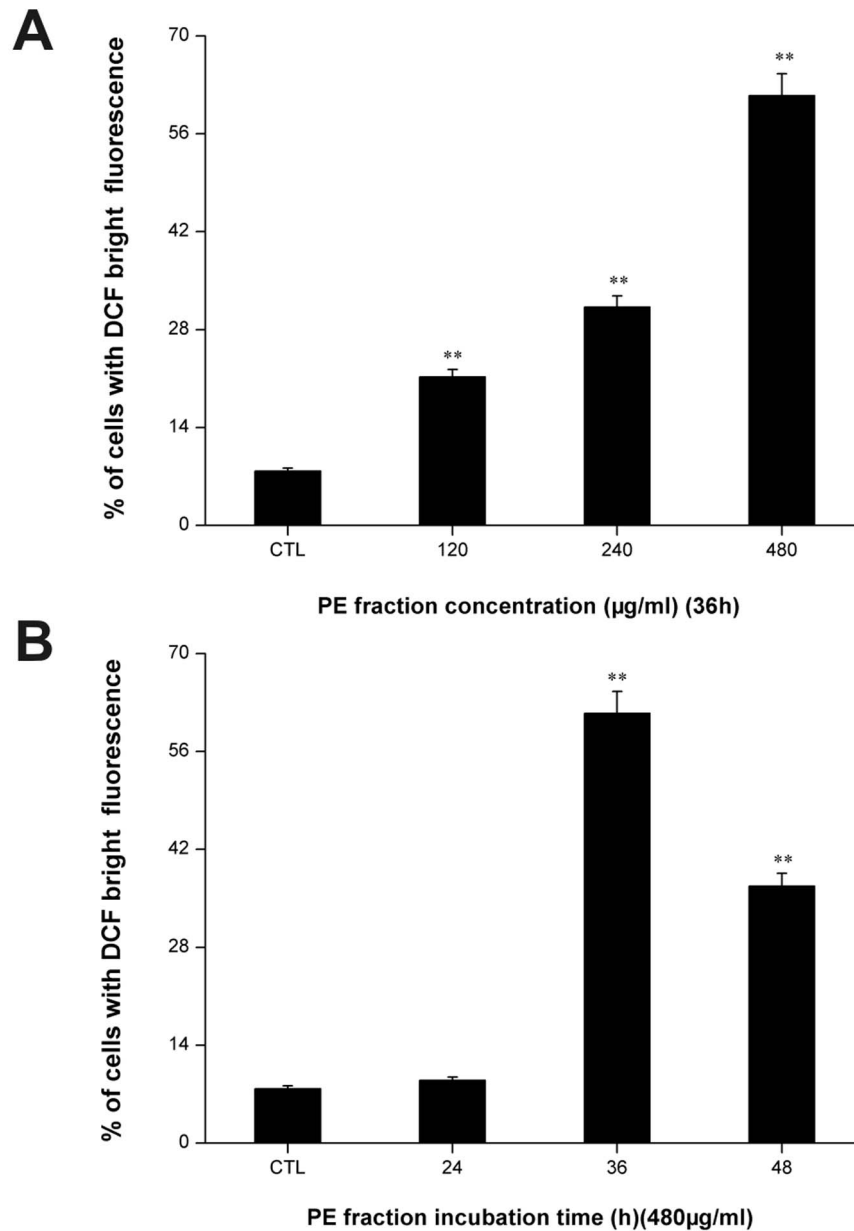 A
% of cells with DCF bright fluorescence
70
56
42
28
14
0
**
**
**
CTL 120 240 480
PE fraction concentration (µg/ml) (36h)
B
% of cells with DCF bright fluorescence
70
56
42
28
14
0
**
**
CTL 24 36 48
PE fraction incubation time (h)(480µg/ml)